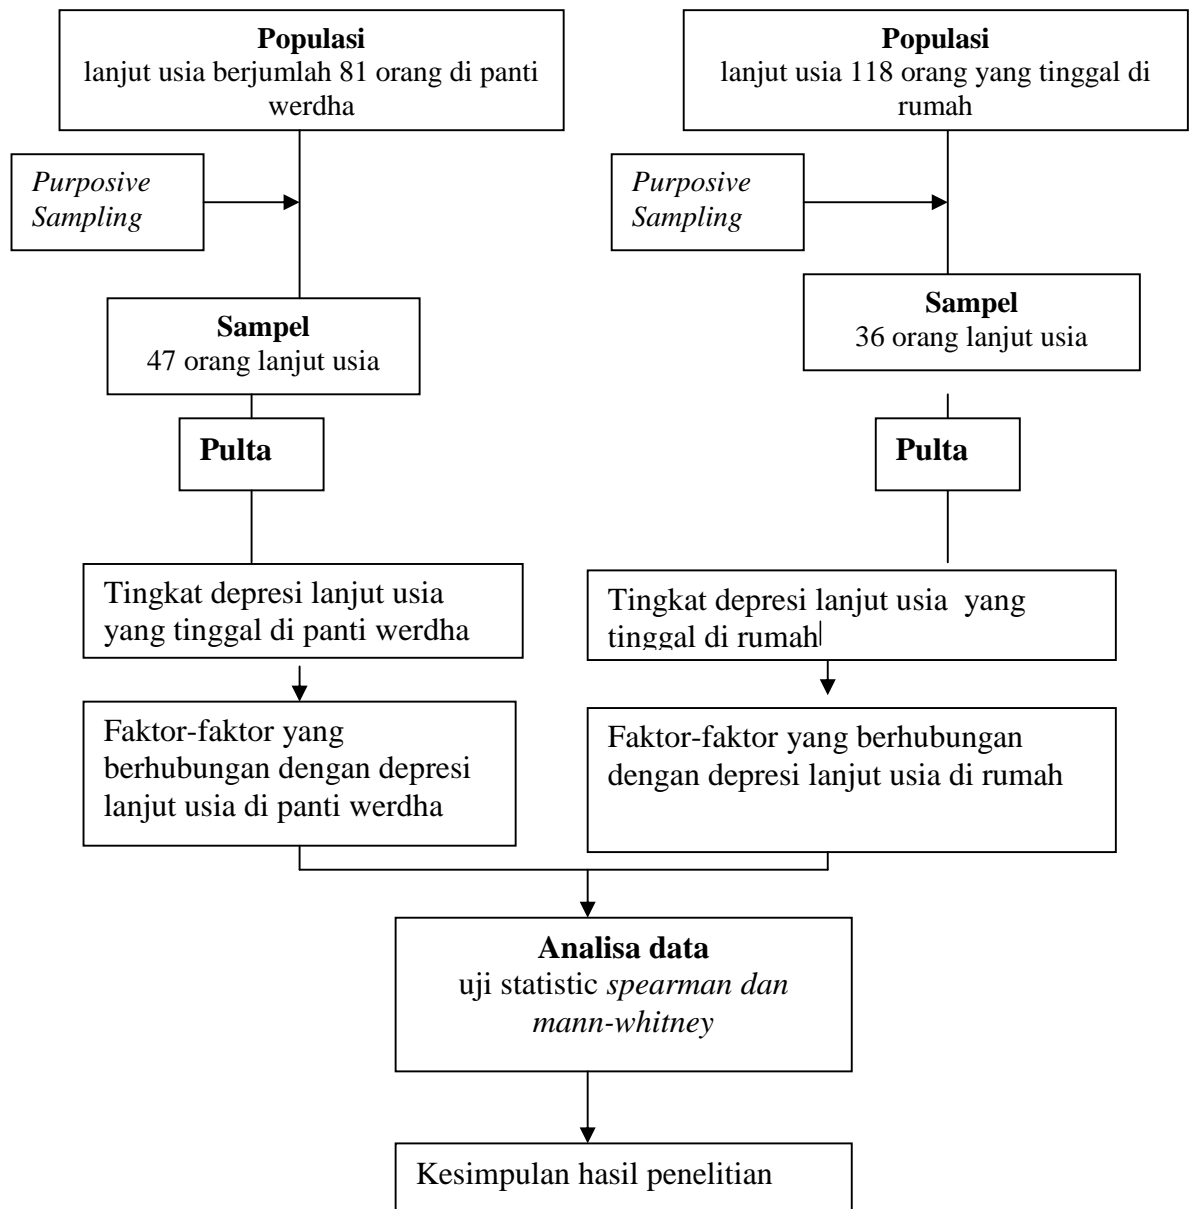 Populasi
lanjut usia berjumlah 81 orang di panti
werdha
Populasi
lanjut usia 118 orang yang tinggal di
rumah
Purposive
Sampling
Purposive
Sampling
Sampel
47 orang lanjut usia
Sampel
36 orang lanjut usia
Pulta
Pulta
Tingkat depresi lanjut usia
yang tinggal di panti werdha
Tingkat depresi lanjut usia  yang
tinggal di rumah
Faktor-faktor yang
berhubungan dengan depresi
lanjut usia di panti werdha
Faktor-faktor yang berhubungan
dengan depresi lanjut usia di rumah
Analisa data
uji statistic spearman dan
mann-whitney
Kesimpulan hasil penelitian